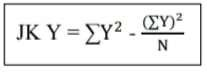 JK Y = ∑Y² - (∑Y)²/N